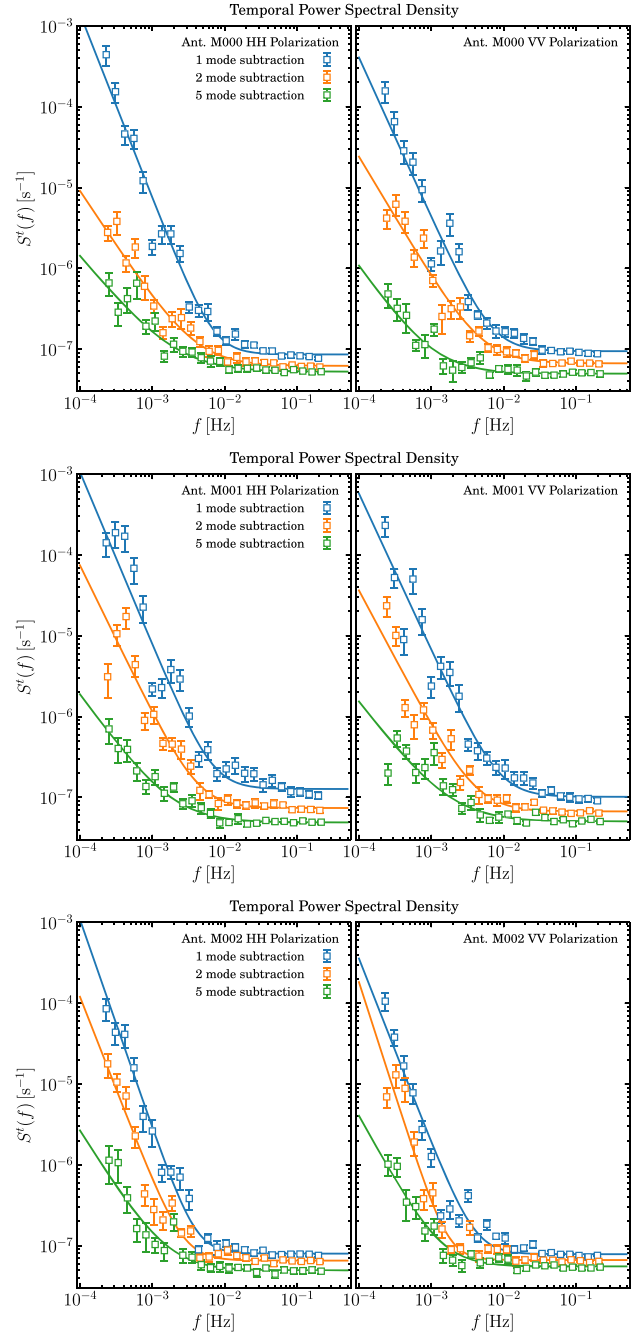 Temporal Power Spectral Density
Ant. M000 HH Polarization
1 mode subtraction
2 mode subtraction
5 mode subtraction
Ant. M000 VV Polarization
10⁻³
10⁻⁴
10⁻⁵
10⁻⁶
10⁻⁷
Sᵗ(f) [s⁻¹]
10⁻⁴ 10⁻³ 10⁻² 10⁻¹ 10⁻⁴ 10⁻³ 10⁻² 10⁻¹
f [Hz] f [Hz]
Temporal Power Spectral Density
Ant. M001 HH Polarization
1 mode subtraction
2 mode subtraction
5 mode subtraction
Ant. M001 VV Polarization
10⁻³
10⁻⁴
10⁻⁵
10⁻⁶
10⁻⁷
Sᵗ(f) [s⁻¹]
10⁻⁴ 10⁻³ 10⁻² 10⁻¹ 10⁻⁴ 10⁻³ 10⁻² 10⁻¹
f [Hz] f [Hz]
Temporal Power Spectral Density
Ant. M002 HH Polarization
1 mode subtraction
2 mode subtraction
5 mode subtraction
Ant. M002 VV Polarization
10⁻³
10⁻⁴
10⁻⁵
10⁻⁶
10⁻⁷
Sᵗ(f) [s⁻¹]
10⁻⁴ 10⁻³ 10⁻² 10⁻¹ 10⁻⁴ 10⁻³ 10⁻² 10⁻¹
f [Hz] f [Hz]